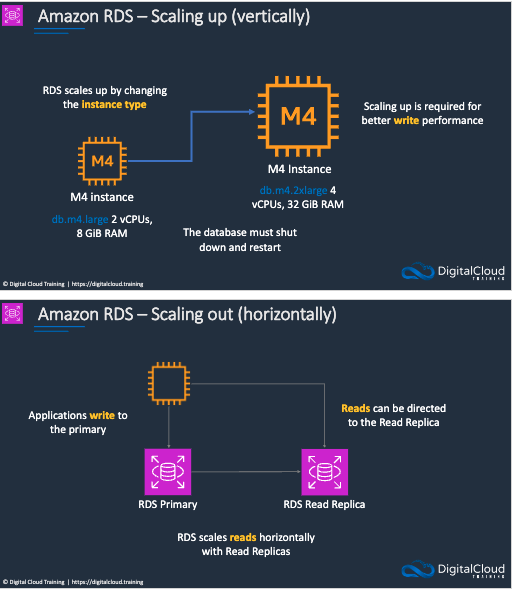 Amazon RDS – Scaling up (vertically)
RDS scales up by changing
the instance type
M4
M4
Scaling up is required for
better write performance
M4 Instance
db.m4.2xlarge 4
vCPUs, 32 GiB RAM
M4 instance
db.m4.large 2 vCPUs,
8 GiB RAM
The database must shut
down and restart
DigitalCloud
TRAINING
© Digital Cloud Training | https://digitalcloud.training
Amazon RDS – Scaling out (horizontally)
Applications write to
the primary
Reads can be directed
to the Read Replica
RDS Primary
RDS Read Replica
RDS scales reads horizontally
with Read Replicas
DigitalCloud
TRAINING
© Digital Cloud Training | https://digitalcloud.training